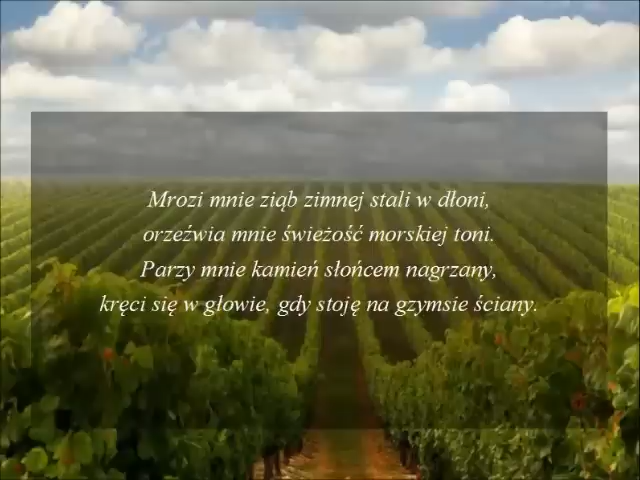 Mrozi mnie ziąb zimnej stali w dłoni,
orzeźwia mnie świeżość morskiej toni.
Parzy mnie kamień słońcem nagrzany,
kręci się w głowie, gdy stoję na gzymsie ściany.